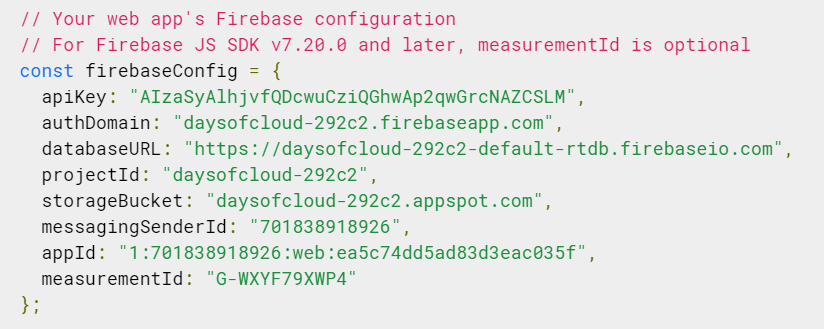 // Your web app's Firebase configuration
// For Firebase JS SDK v7.20.0 and later, measurementId is optional
const firebaseConfig = {
  apiKey: "AIzaSyAlhjvfQDcwuCziQGhwAp2qwGrcNAZCSLM",
  authDomain: "daysofcloud-292c2.firebaseapp.com",
  databaseURL: "https://daysofcloud-292c2-default-rtdb.firebaseio.com",
  projectId: "daysofcloud-292c2",
  storageBucket: "daysofcloud-292c2.appspot.com",
  messagingSenderId: "701838918926",
  appId: "1:701838918926:web:ea5c74dd5ad83d3eac035f",
  measurementId: "G-WXYF79XWP4"
};